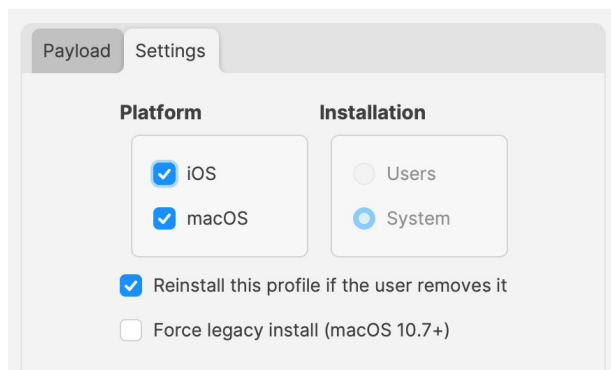 Payload Settings
Platform Installation
iOS Users
macOS System
Reinstall this profile if the user removes it
Force legacy install (macOS 10.7+)